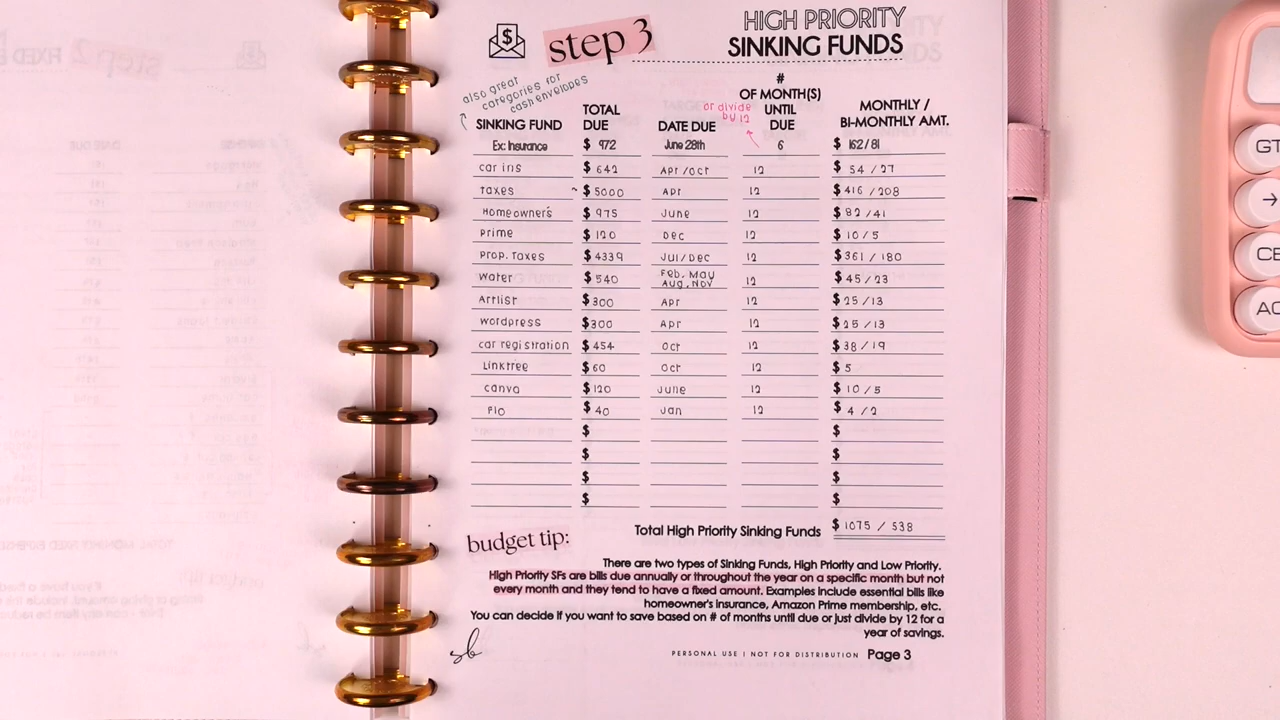 step 3
HIGH PRIORITY
SINKING FUNDS
also great
categories for
cash envelopes
or divide
by 12
SINKING FUND TOTAL DUE DATE DUE # OF MONTH(S) UNTIL DUE MONTHLY / BI-MONTHLY AMT.
Ex: Insurance $ 972 June 28th 6 $ 162/81
car ins $ 642 Apr/Oct 12 $ 54 / 27
taxes ~ $ 5000 Apr 12 $ 416 / 208
Homeowner's $ 975 June 12 $ 82 / 41
Prime $ 120 Dec 12 $ 10 / 5
Prop. Taxes $ 4339 Jul/Dec 12 $ 361 / 180
Water $ 540 Feb, May Aug, Nov 12 $ 45 / 23
Artlist $ 300 Apr 12 $ 25 / 13
Wordpress $ 300 Apr 12 $ 25 / 13
car registration $ 454 Oct 12 $ 38 / 19
Linktree $ 60 Oct 12 $ 5
canva $ 120 June 12 $ 10 / 5
Flo $ 40 Jan 12 $ 4 / 2
$ $
$ $
$ $
$ $
Total High Priority Sinking Funds $ 1075 / 538
budget tip:
There are two types of Sinking Funds, High Priority and Low Priority.
High Priority SFs are bills due annually or throughout the year on a specific month but not
every month and they tend to have a fixed amount. Examples include essential bills like
homeowner's insurance, Amazon Prime membership, etc.
You can decide if you want to save based on # of months until due or just divide by 12 for a
year of savings.
sb
PERSONAL USE | NOT FOR DISTRIBUTION Page 3
GT
→
CE